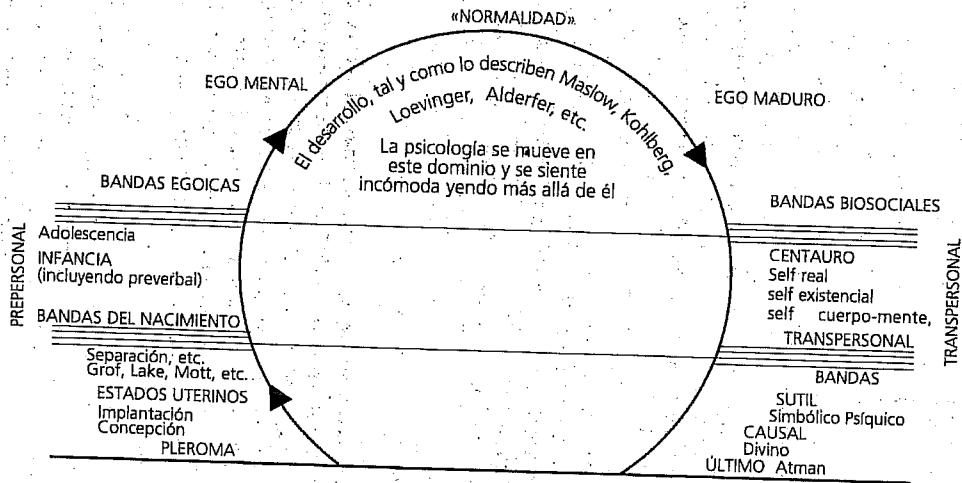 «NORMALIDAD»
EGO MENTAL
El desarrollo, tal y como lo describen Maslow, Kohlberg,
Loevinger, Alderfer, etc.
EGO MADURO
La psicología se mueve en
este dominio y se siente
incómoda yendo más allá de él
BANDAS EGOICAS
BANDAS BIOSOCIALES
PREPERSONAL
Adolescencia
INFANCIA
(incluyendo preverbal)
BANDAS DEL NACIMIENTO
Separación, etc.
Grof, Lake, Mott, etc.
ESTADOS UTERINOS
Implantación
Concepción
PLEROMA
CENTAURO
Self real
self existencial
self cuerpo-mente,
TRANSPERSONAL
BANDAS
SUTIL
Simbólico Psíquico
CAUSAL
Divino
ÚLTIMO Atman
TRANSPERSONAL